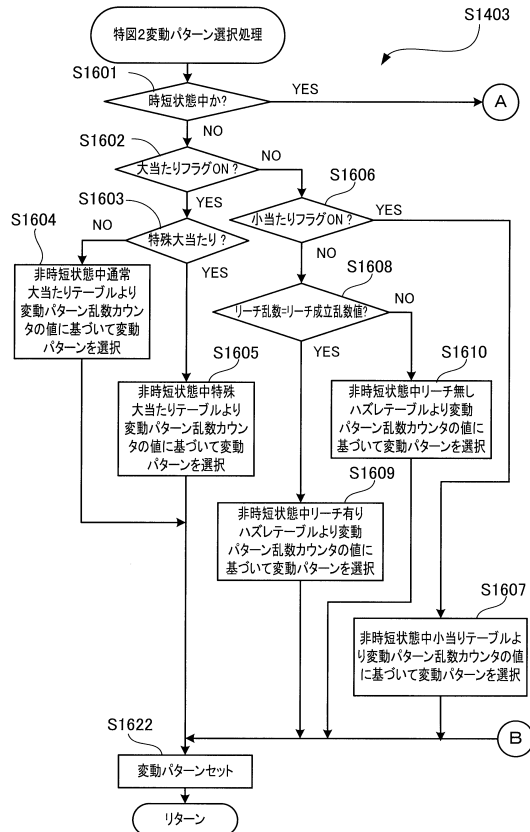 S1403
特図2変動パターン選択処理
S1601
時短状態中か?
YES
A
NO
S1602
大当たりフラグON?
NO
YES
S1603
特殊大当たり?
NO
YES
S1606
小当たりフラグON?
YES
NO
S1604
非時短状態中通常
大当たりテーブルより
変動パターン乱数カウン
タの値に基づいて変動
パターンを選択
S1608
リーチ乱数=リーチ成立乱数値?
NO
YES
S1605
非時短状態中特殊
大当たりテーブルより
変動パターン乱数カウン
タの値に基づいて変動
パターンを選択
S1610
非時短状態中リーチ無し
ハズレテーブルより変動
パターン乱数カウンタの値に
基づいて変動パターンを選択
S1609
非時短状態中リーチ有り
ハズレテーブルより変動
パターン乱数カウンタの値に
基づいて変動パターンを選択
S1607
非時短状態中小当りテーブルよ
り変動パターン乱数カウンタの値
に基づいて変動パターンを選択
B
S1622
変動パターンセット
リターン